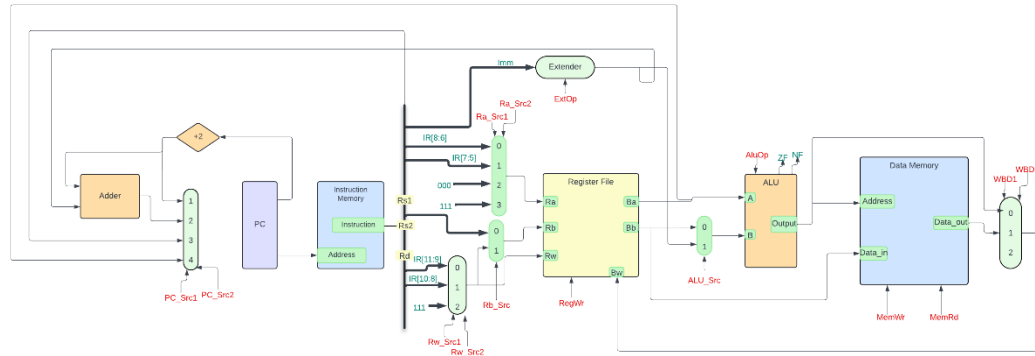 Imm
Extender
ExtOp
Ra_Src2
Ra_Src1
IR[8:6]
IR[7:5]
000
111
0
1
2
3
+2
Adder
1
2
3
4
PC_Src1
PC_Src2
PC
Instruction Memory
Instruction
Address
Rs1
Rs2
Rd
IR[11:9]
IR[10:8]
111
0
1
2
Rw_Src1
Rw_Src2
0
1
Rb_Src
Register File
Ra
Rb
Rw
Ba
Bb
Bw
RegWr
0
1
ALU_Src
AluOp
ZF
NF
ALU
A
B
Output
Data Memory
Address
Data_in
Data_out
MemWr
MemRd
WBD1
WBD
0
1
2